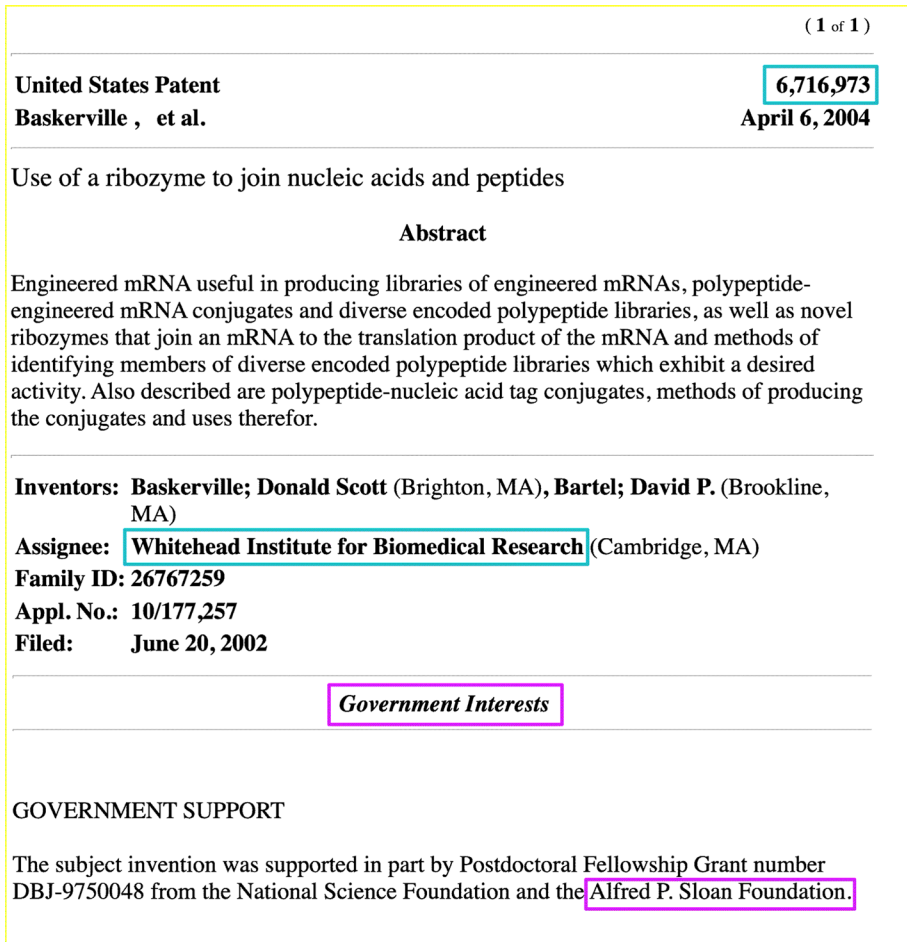 ( 1 of 1 )
United States Patent 6,716,973
Baskerville , et al. April 6, 2004
Use of a ribozyme to join nucleic acids and peptides
Abstract
Engineered mRNA useful in producing libraries of engineered mRNAs, polypeptide-
engineered mRNA conjugates and diverse encoded polypeptide libraries, as well as novel
ribozymes that join an mRNA to the translation product of the mRNA and methods of
identifying members of diverse encoded polypeptide libraries which exhibit a desired
activity. Also described are polypeptide-nucleic acid tag conjugates, methods of producing
the conjugates and uses therefor.
Inventors: Baskerville; Donald Scott (Brighton, MA), Bartel; David P. (Brookline,
MA)
Assignee: Whitehead Institute for Biomedical Research (Cambridge, MA)
Family ID: 26767259
Appl. No.: 10/177,257
Filed: June 20, 2002
Government Interests
GOVERNMENT SUPPORT
The subject invention was supported in part by Postdoctoral Fellowship Grant number
DBJ-9750048 from the National Science Foundation and the Alfred P. Sloan Foundation.